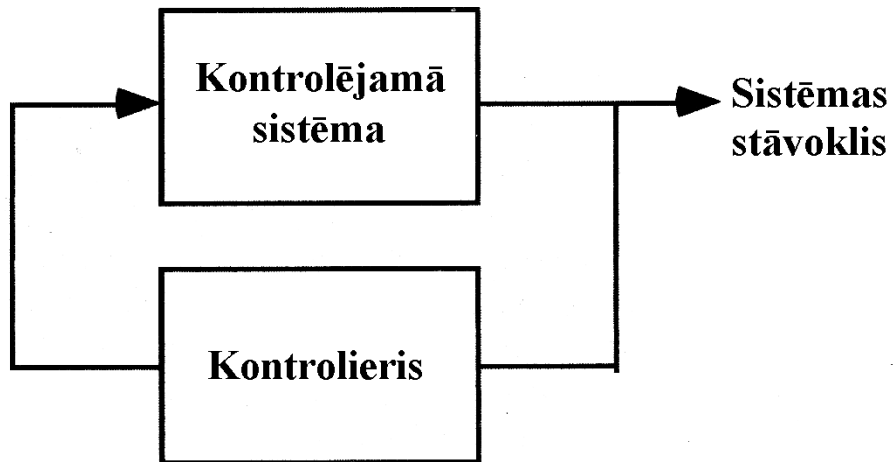 Kontrolējamā
sistēma
Sistēmas
stāvoklis
Kontrolieris